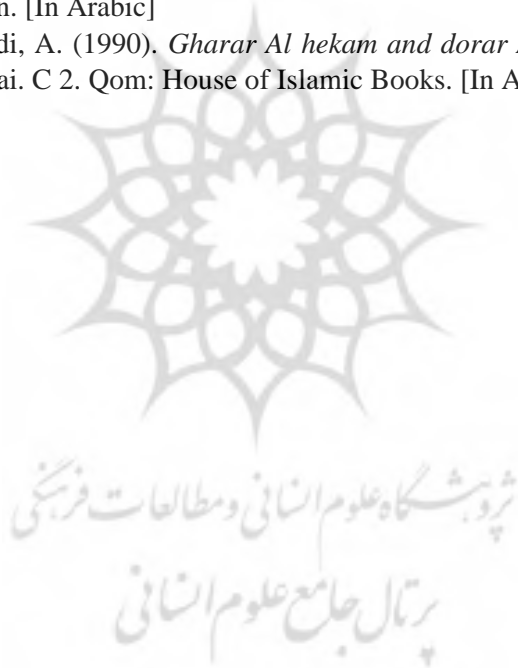 n. [In Arabic]
di, A. (1990). Gharar Al hekam and dorar
ai. C 2. Qom: House of Islamic Books. [In A
پژوهشگاه علوم انسانی و مطالعات فرهنگی
پرتال جامع علوم انسانی